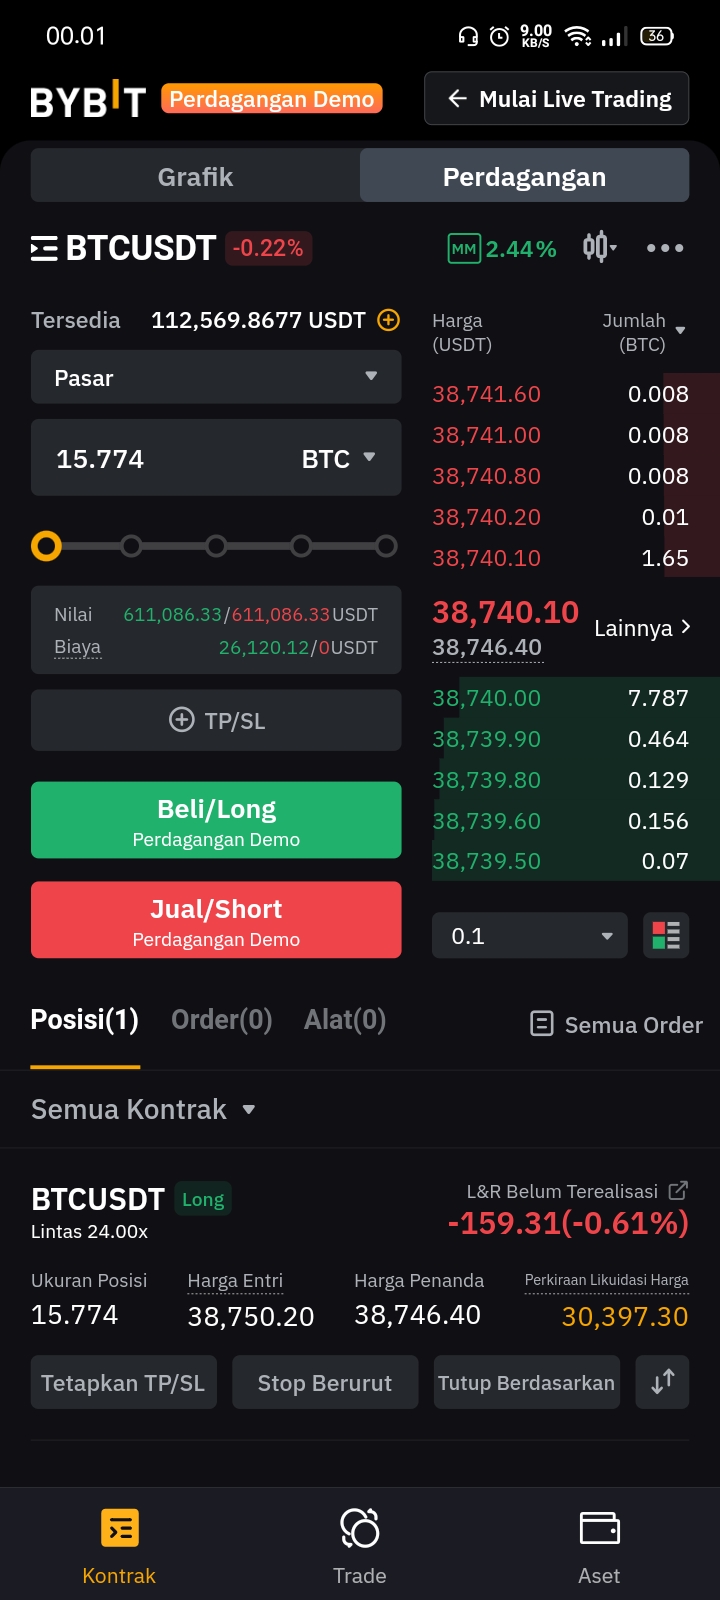 00.01
9.00
KB/S
36
BYBIT Perdagangan Demo
Mulai Live Trading
Grafik
Perdagangan
BTCUSDT -0.22%
MM 2.44%
Tersedia 112,569.8677 USDT
Pasar
15.774 BTC
Nilai 611,086.33/611,086.33USDT
Biaya 26,120.12/0USDT
TP/SL
Beli/Long
Perdagangan Demo
Jual/Short
Perdagangan Demo
Harga Jumlah
(USDT) (BTC)
38,741.60 0.008
38,741.00 0.008
38,740.80 0.008
38,740.20 0.01
38,740.10 1.65
38,740.10
38,746.40
Lainnya
38,740.00 7.787
38,739.90 0.464
38,739.80 0.129
38,739.60 0.156
38,739.50 0.07
0.1
Posisi(1) Order(0) Alat(0) Semua Order
Semua Kontrak
BTCUSDT Long
Lintas 24.00x
L&R Belum Terealisasi
-159.31(-0.61%)
Ukuran Posisi Harga Entri Harga Penanda Perkiraan Likuidasi Harga
15.774 38,750.20 38,746.40 30,397.30
Tetapkan TP/SL Stop Berurut Tutup Berdasarkan
Kontrak Trade Aset